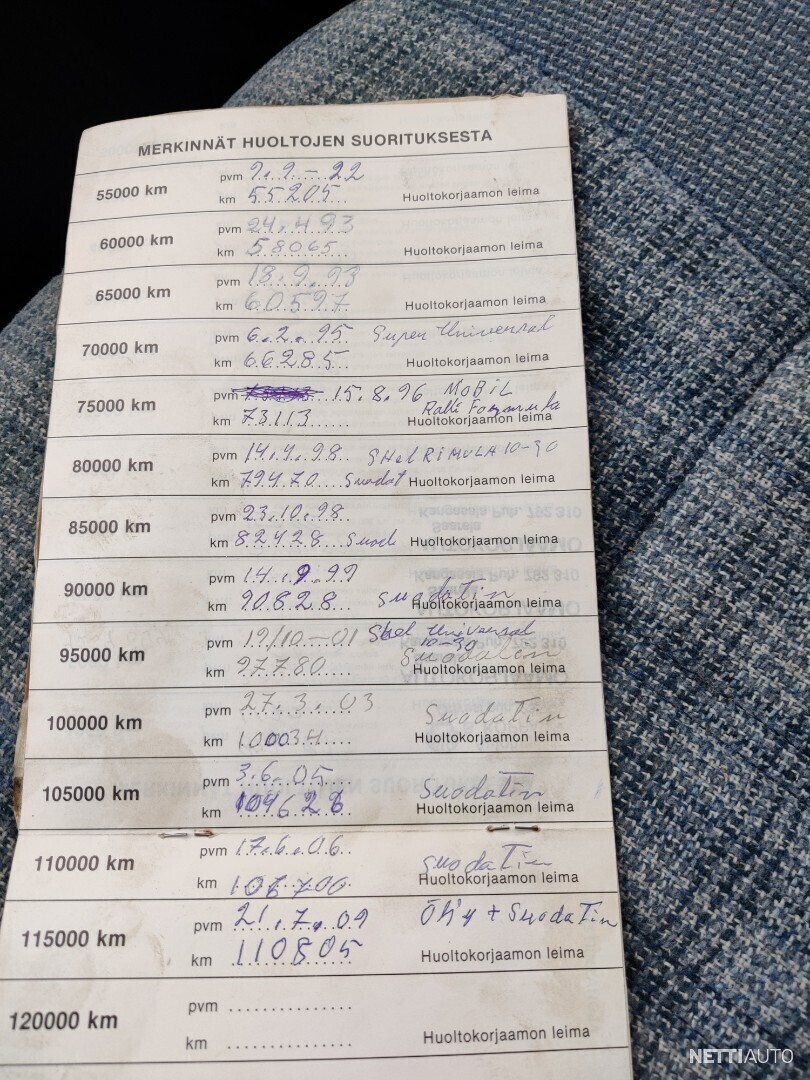 MERKINNÄT HUOLTOJEN SUORITUKSESTA
55000 km
pvm 9.9-22
km 55205
Huoltokorjaamon leima
60000 km
pvm 24.4.93
km 58065
Huoltokorjaamon leima
65000 km
pvm 18.9.93
km 60597
Huoltokorjaamon leima
70000 km
pvm 6.2.95 Super Universal
km 66285
Huoltokorjaamon leima
75000 km
pvm 15.8.96 MOBIL
Ralli Formula
km 73113
Huoltokorjaamon leima
80000 km
pvm 14.4.98 SHel RIMULA 10-30
km 79470 Suodat Huoltokorjaamon leima
85000 km
pvm 23.10.98
km 82428 Suod Huoltokorjaamon leima
90000 km
pvm 14.9.99
km 90828 Suodatin
Huoltokorjaamon leima
95000 km
pvm 19/10-01 Shel Universal
10-30
Suodatin
km 97780
Huoltokorjaamon leima
100000 km
pvm 27.3.03 Suodatin
km 100034
Huoltokorjaamon leima
105000 km
pvm 3.6.05 Suodatin
km 104626
Huoltokorjaamon leima
110000 km
pvm 17.6.06 Suodatin
km 106700
Huoltokorjaamon leima
115000 km
pvm 21.7.09 Öljy + Suodatin
km 110805
Huoltokorjaamon leima
120000 km
pvm
km
Huoltokorjaamon leima
NETTIAUTO